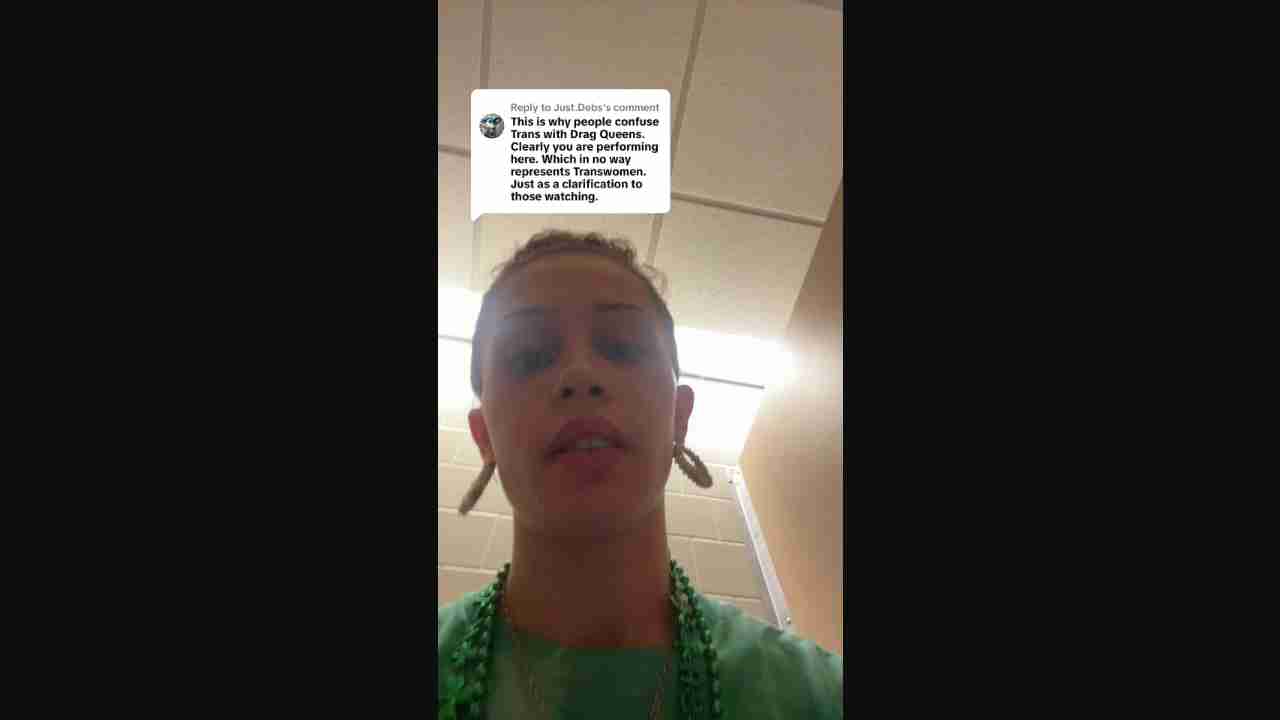 Reply to Just.Debs's comment
This is why people confuse
Trans with Drag Queens.
Clearly you are performing
here. Which in no way
represents Transwomen.
Just as a clarification to
those watching.